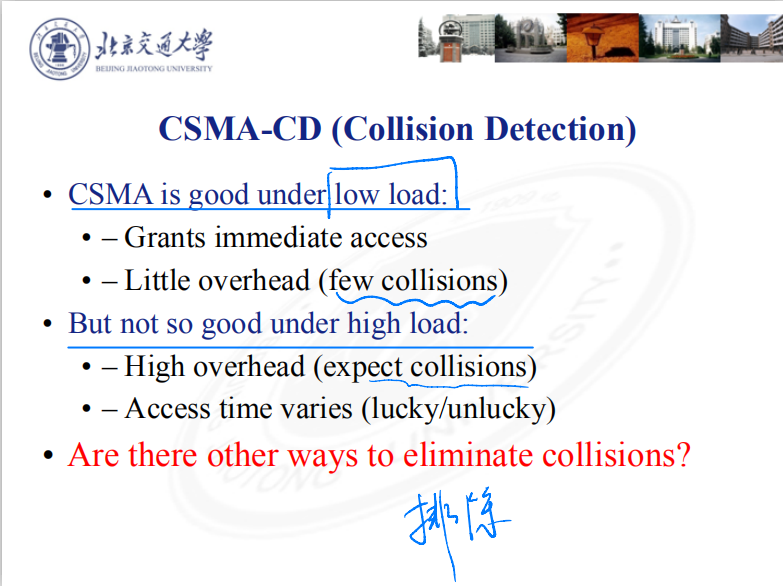 北京交通大学
BEIJING JIAOTONG UNIVERSITY
CSMA-CD (Collision Detection)
• CSMA is good under low load:
• – Grants immediate access
• – Little overhead (few collisions)
• But not so good under high load:
• – High overhead (expect collisions)
• – Access time varies (lucky/unlucky)
• Are there other ways to eliminate collisions?
排除